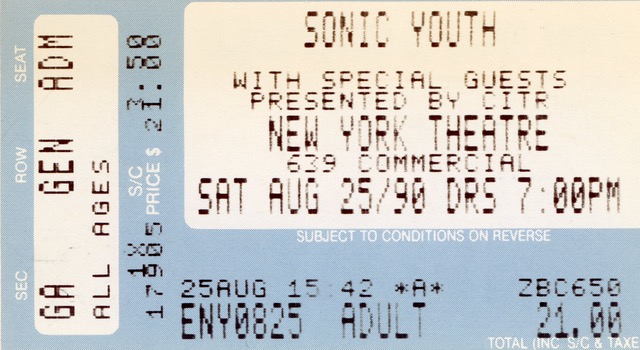 SONIC YOUTH
WITH SPECIAL GUESTS
PRESENTED BY CITR
NEW YORK THEATRE
639 COMMERCIAL
SAT AUG 25/90 DRS 7:00PM
SUBJECT TO CONDITIONS ON REVERSE
25AUG 15:42 *A* ZBC650
ENY0825 ADULT 21.00
TOTAL (INC. S/C & TAXE
SEC ROW SEAT
GA GEN ADM
ALL AGES
S/C 3.50
PRICE $ 21.00